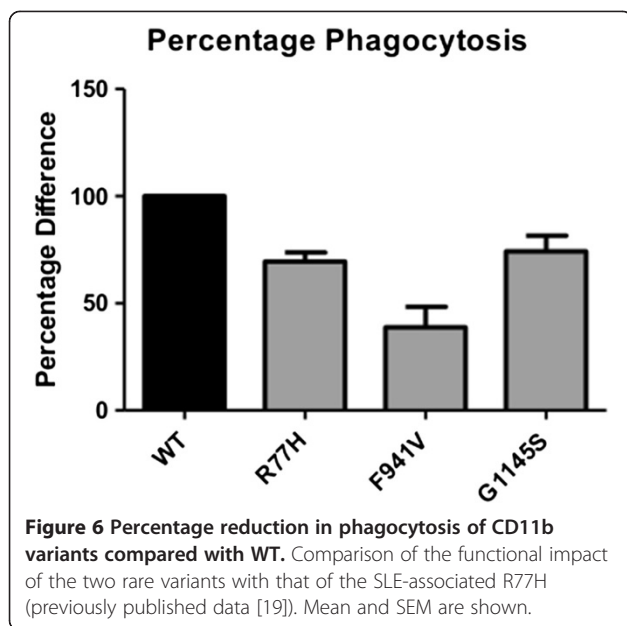 Percentage Phagocytosis
Percentage Difference
150
100
50
0
WT
R77H
F941V
G1145S
Figure 6 Percentage reduction in phagocytosis of CD11b
variants compared with WT. Comparison of the functional impact
of the two rare variants with that of the SLE-associated R77H
(previously published data [19]). Mean and SEM are shown.